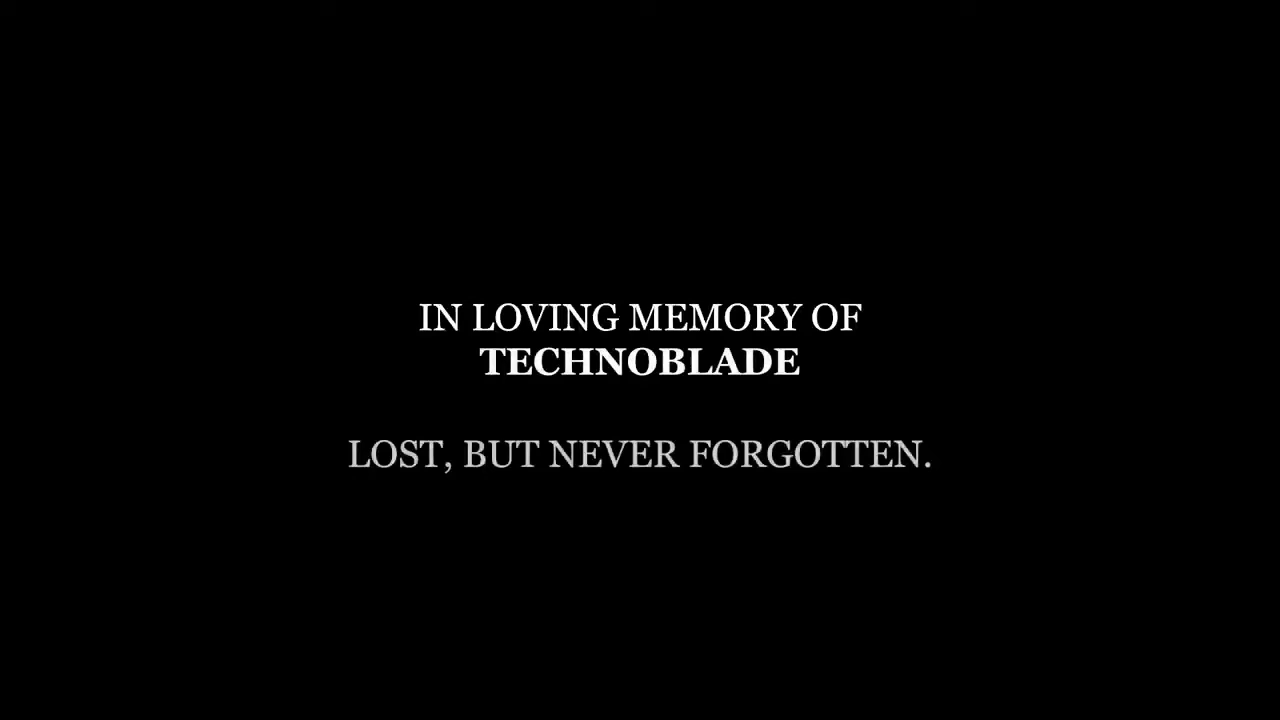 IN LOVING MEMORY OF
TECHNOBLADE
LOST, BUT NEVER FORGOTTEN.